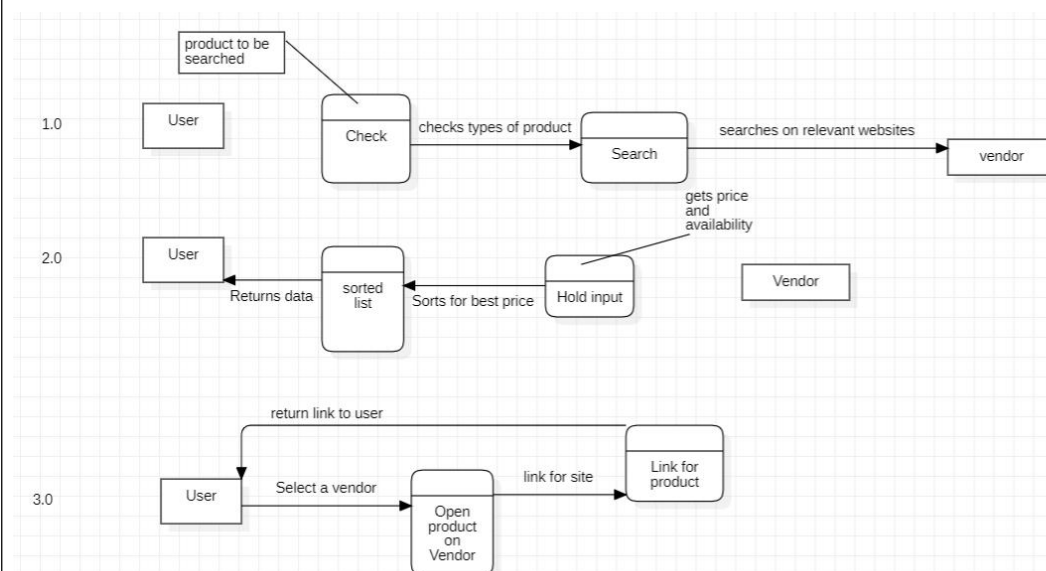 product to be
searched
1.0
User
Check
checks types of product
Search
searches on relevant websites
vendor
gets price
and
availability
2.0
User
Returns data
sorted
list
Sorts for best price
Hold input
Vendor
return link to user
3.0
User
Select a vendor
Open
product
on
Vendor
link for site
Link for
product